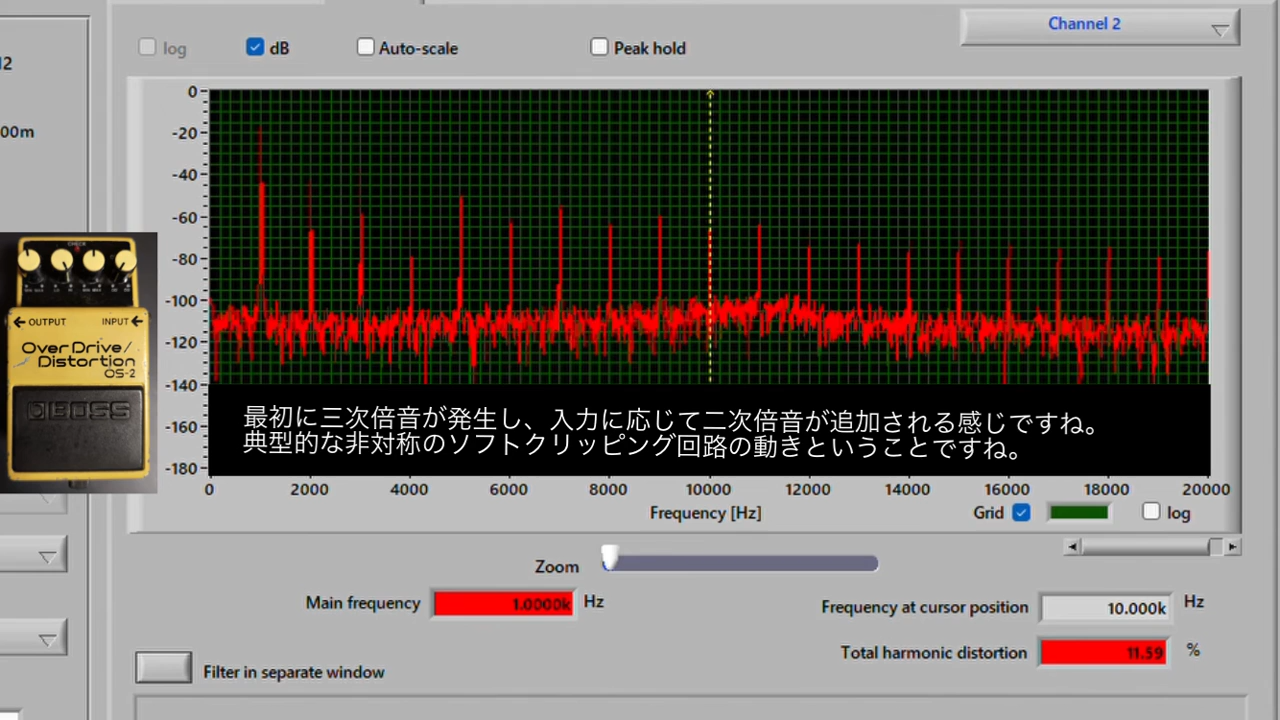 Channel 2
log
dB
Auto-scale
Peak hold
12
00m
0
-20
-40
-60
-80
-100
-120
-140
-160
-180
0
2000
4000
6000
8000
10000
12000
14000
16000
18000
20000
Frequency [Hz]
Grid
log
最初に三次倍音が発生し、入力に応じて二次倍音が追加される感じですね。
典型的な非対称のソフトクリッピング回路の動きということですね。
CHECK
OUTPUT
INPUT
OverDrive/
Distortion
OS-2
BOSS
Zoom
Main frequency
1.0000k
Hz
Frequency at cursor position
10.000k
Hz
Total harmonic distortion
11.59
%
Filter in separate window